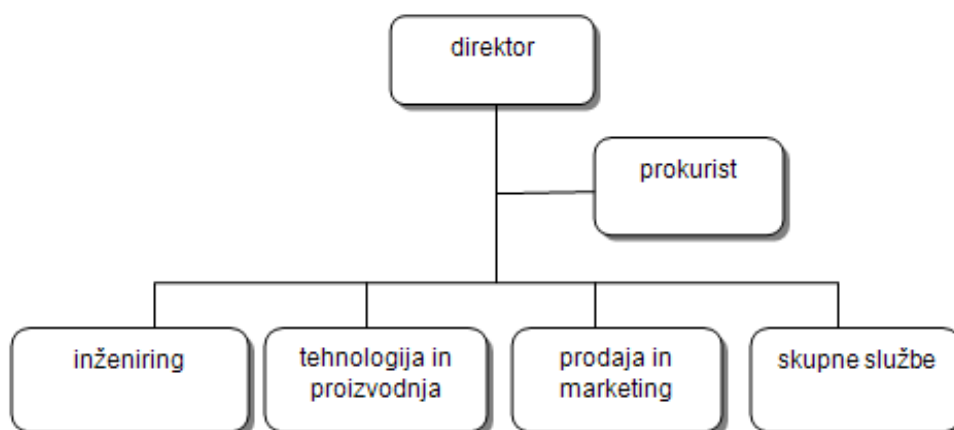 direktor
prokurist
inženiring
tehnologija in
proizvodnja
prodaja in
marketing
skupne službe